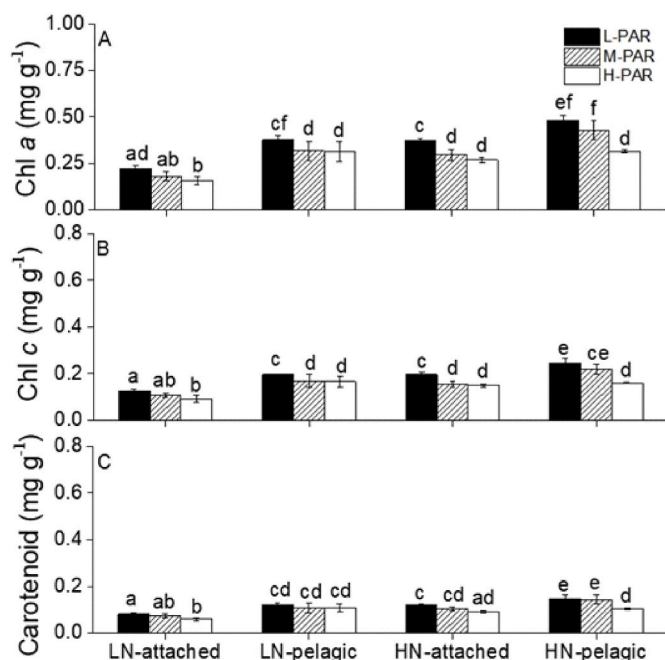 A
L-PAR
M-PAR
H-PAR
Chl a (mg g⁻¹)
1.00
0.75
0.50
0.25
0.00
ad ab b cf d d c d d ef f d
B
Chl c (mg g⁻¹)
0.8
0.6
0.4
0.2
0.0
a ab b c d d c d d e ce d
C
Carotenoid (mg g⁻¹)
0.8
0.6
0.4
0.2
0.0
a ab b cd cd cd c cd ad e e d
LN-attached LN-pelagic HN-attached HN-pelagic